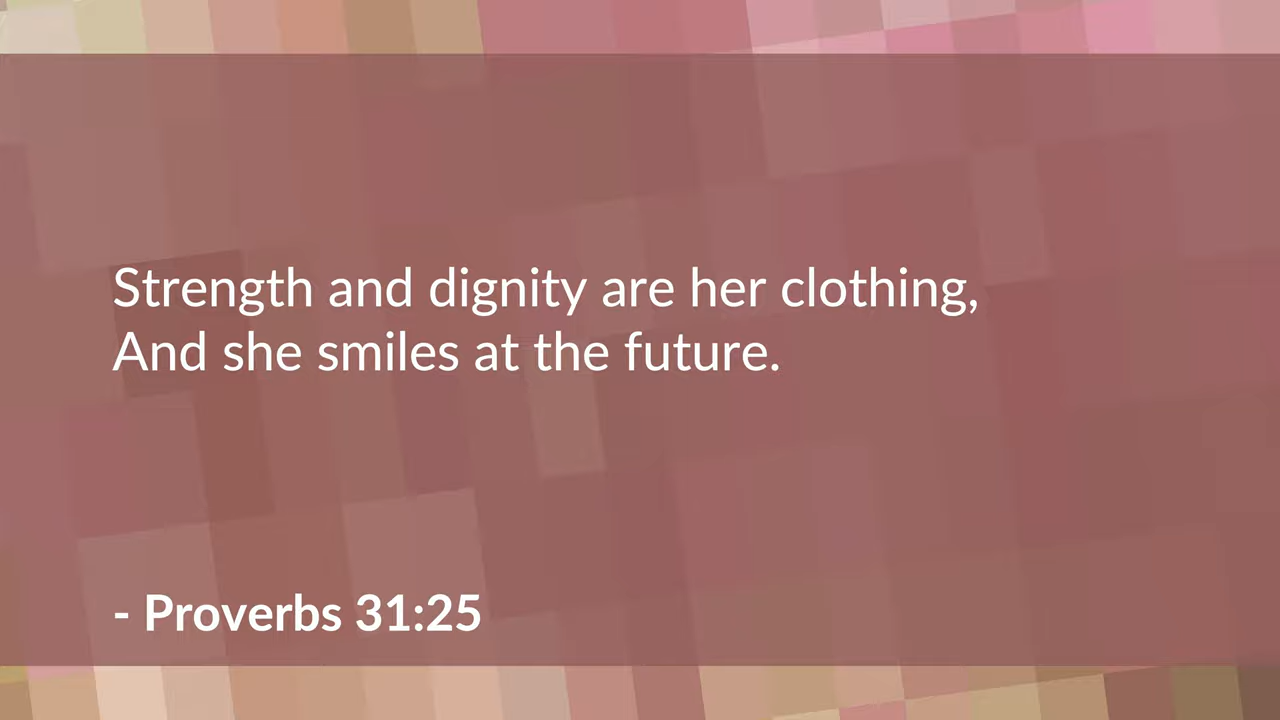 Strength and dignity are her clothing,
And she smiles at the future.
- Proverbs 31:25